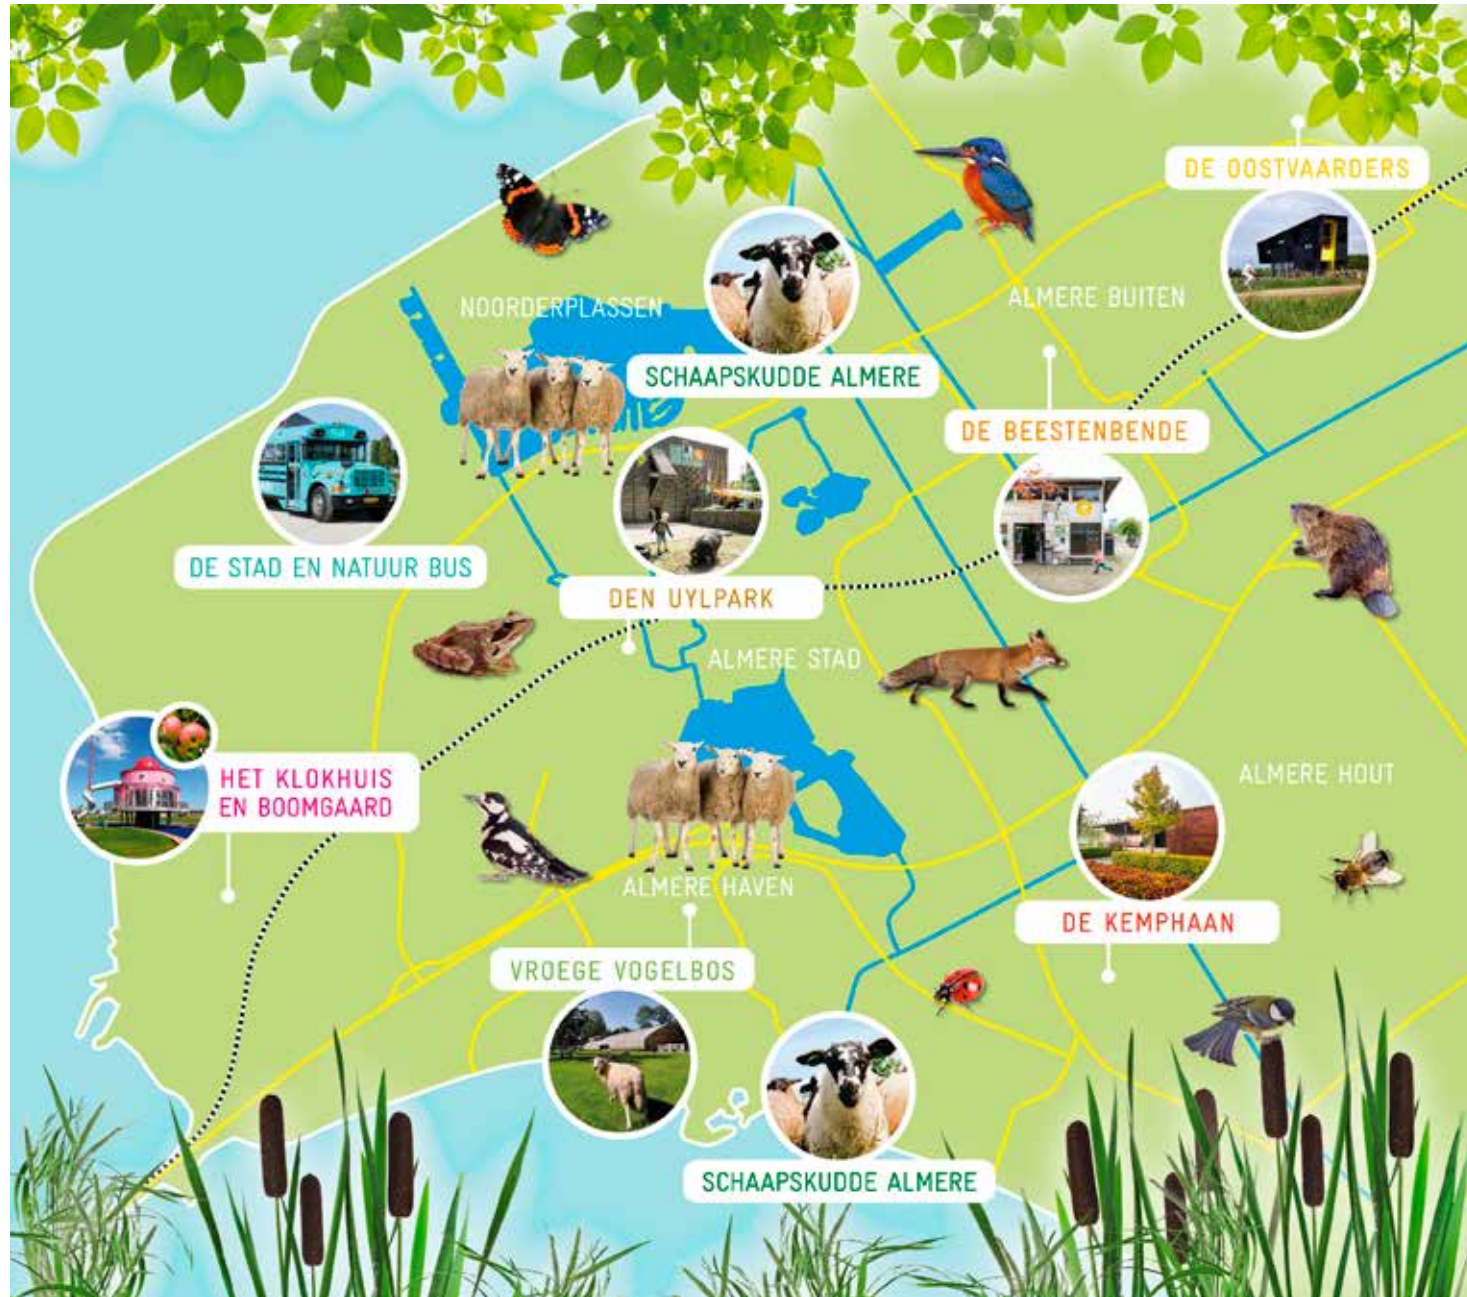 DE OOSTVAARDERS
NOORDERPLASSEN
ALMERE BUITEN
SCHAAPSKUDDE ALMERE
DE BEESTENBENDE
DE STAD EN NATUUR BUS
DEN UYLPARK
ALMERE STAD
HET KLOKHUIS
EN BOOMGAARD
ALMERE HOUT
ALMERE HAVEN
DE KEMPHAAN
VROEGE VOGELBOS
SCHAAPSKUDDE ALMERE